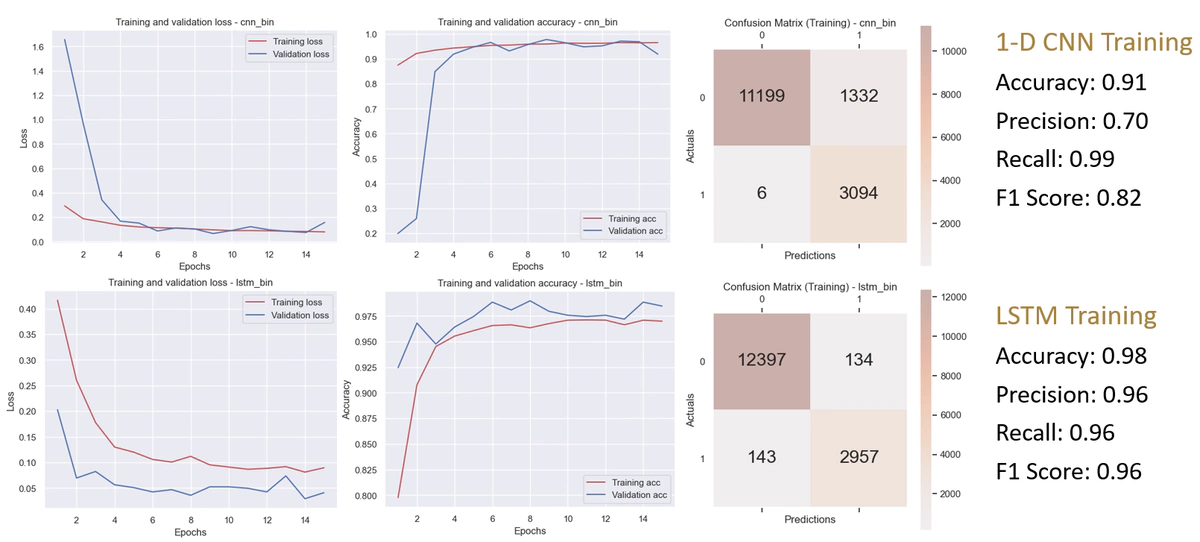 Training and validation loss - cnn_bin
Training loss
Validation loss
1.6
1.4
1.2
1.0
0.8
0.6
0.4
0.2
0.0
Loss
2 4 6 8 10 12 14
Epochs
Training and validation accuracy - cnn_bin
1.0
0.9
0.8
0.7
0.6
0.5
0.4
0.3
0.2
Accuracy
Training acc
Validation acc
2 4 6 8 10 12 14
Epochs
Confusion Matrix (Training) - cnn_bin
0 1
0 11199 1332
1 6 3094
Actuals
Predictions
10000
8000
6000
4000
2000
1-D CNN Training
Accuracy: 0.91
Precision: 0.70
Recall: 0.99
F1 Score: 0.82
Training and validation loss - lstm_bin
Training loss
Validation loss
0.40
0.35
0.30
0.25
0.20
0.15
0.10
0.05
Loss
2 4 6 8 10 12 14
Epochs
Training and validation accuracy - lstm_bin
0.975
0.950
0.925
0.900
0.875
0.850
0.825
0.800
Accuracy
Training acc
Validation acc
2 4 6 8 10 12 14
Epochs
Confusion Matrix (Training) - lstm_bin
0 1
0 12397 134
1 143 2957
Actuals
Predictions
12000
10000
8000
6000
4000
2000
LSTM Training
Accuracy: 0.98
Precision: 0.96
Recall: 0.96
F1 Score: 0.96